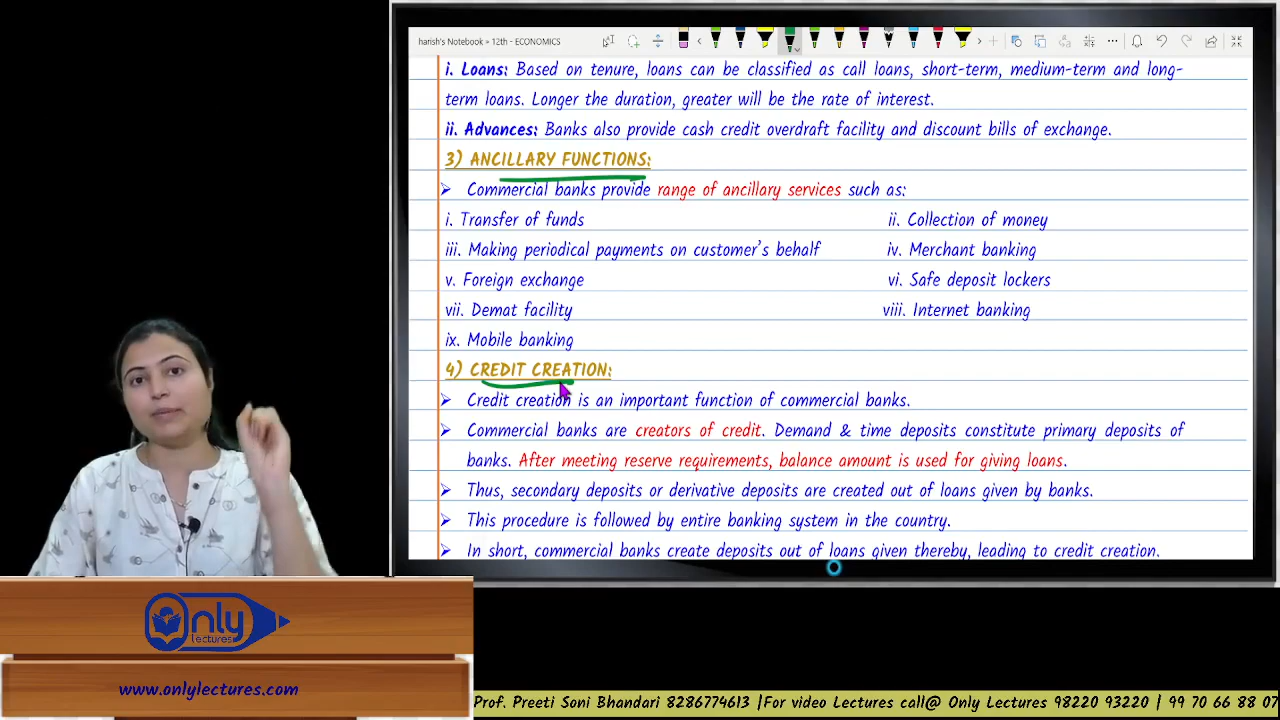 harish's Notebook > 12th - ECONOMICS
i. Loans: Based on tenure, loans can be classified as call loans, short-term, medium-term and long-
term loans. Longer the duration, greater will be the rate of interest.
ii. Advances: Banks also provide cash credit overdraft facility and discount bills of exchange.
3) ANCILLARY FUNCTIONS:
➢ Commercial banks provide range of ancillary services such as:
i. Transfer of funds ii. Collection of money
iii. Making periodical payments on customer's behalf iv. Merchant banking
v. Foreign exchange vi. Safe deposit lockers
vii. Demat facility viii. Internet banking
ix. Mobile banking
4) CREDIT CREATION:
➢ Credit creation is an important function of commercial banks.
➢ Commercial banks are creators of credit. Demand & time deposits constitute primary deposits of
banks. After meeting reserve requirements, balance amount is used for giving loans.
➢ Thus, secondary deposits or derivative deposits are created out of loans given by banks.
➢ This procedure is followed by entire banking system in the country.
➢ In short, commercial banks create deposits out of loans given thereby, leading to credit creation.
Only
lectures
www.onlylectures.com
Prof. Preeti Soni Bhandari 8286774613 |For video Lectures call@ Only Lectures 98220 93220 | 99 70 66 88 07